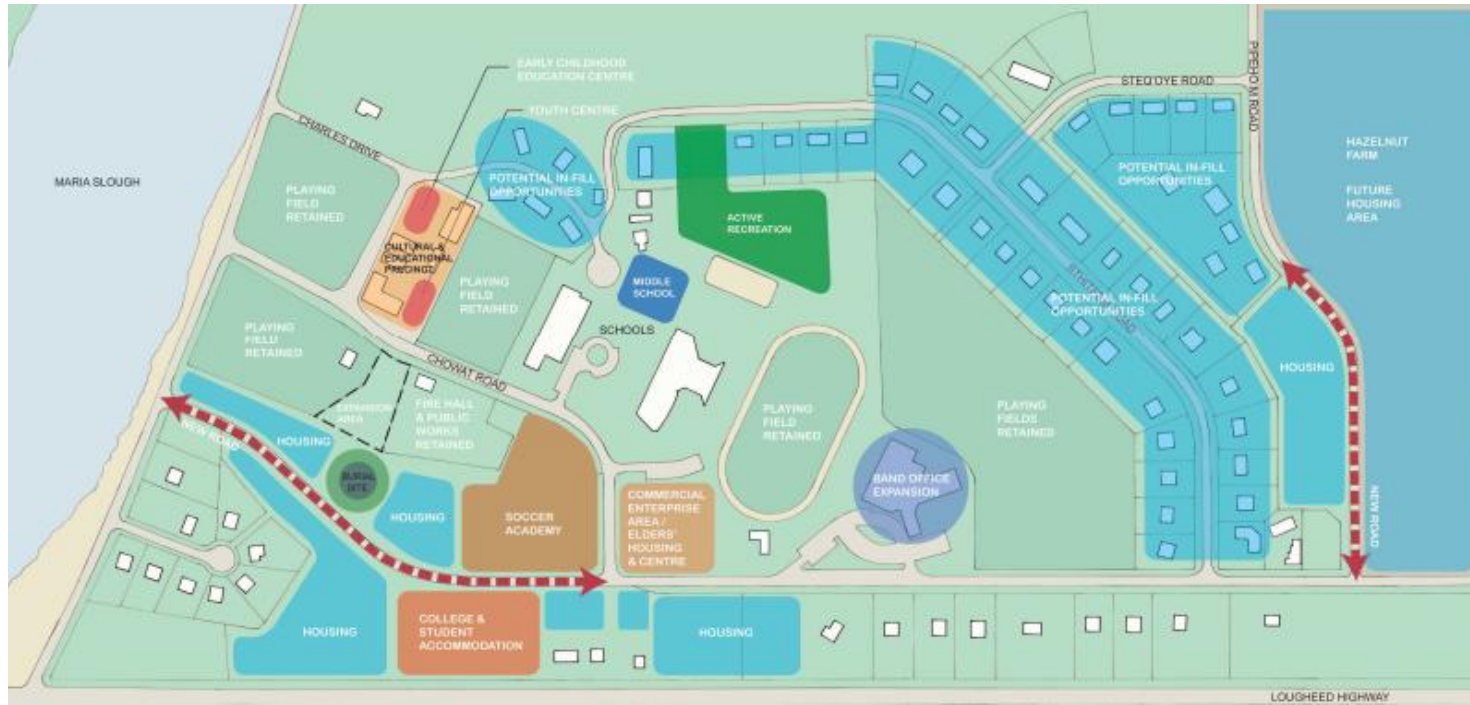 EARLY CHILDHOOD
EDUCATION CENTRE
YOUTH CENTRE
STEQ'OYE ROAD
PIPEHO M ROAD
CHARLES DRIVE
HAZELNUT
FARM
FUTURE
HOUSING
AREA
MARIA SLOUGH
PLAYING
FIELD
RETAINED
POTENTIAL IN-FILL
OPPORTUNITIES
POTENTIAL IN-FILL
OPPORTUNITIES
ACTIVE
RECREATION
CULTURAL &
EDUCATIONAL
PRECINCT
PLAYING
FIELD
RETAINED
MIDDLE
SCHOOL
POTENTIAL IN-FILL
OPPORTUNITIES
ROAD
PLAYING
FIELD
RETAINED
SCHOOLS
CHOWAT ROAD
HOUSING
EXPANSION
AREA
FIRE HALL
& PUBLIC
WORKS
RETAINED
PLAYING
FIELD
RETAINED
PLAYING
FIELDS
RETAINED
NEW ROAD
HOUSING
BURIAL
SITE
HOUSING
SOCCER
ACADEMY
COMMERCIAL
ENTERPRISE
AREA /
ELDERS'
HOUSING
& CENTRE
BAND OFFICE
EXPANSION
NEW ROAD
HOUSING
COLLEGE &
STUDENT
ACCOMMODATION
HOUSING
LOUGHEED HIGHWAY